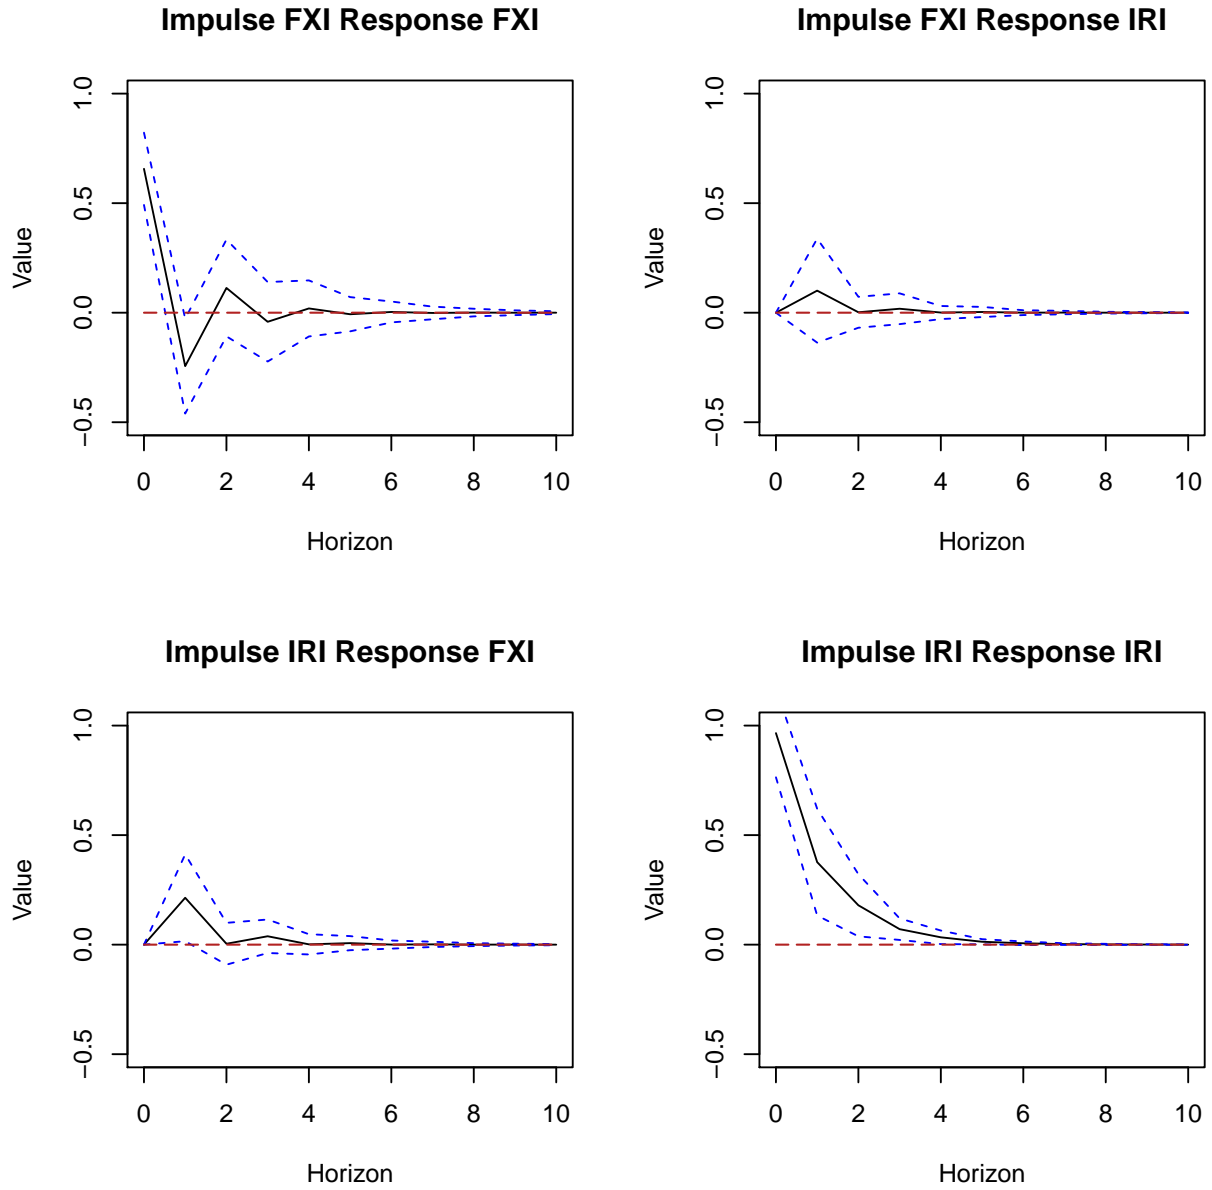 Impulse FXI Response FXI
Value
1.0
0.5
0.0
−0.5
0 2 4 6 8 10
Horizon
Impulse FXI Response IRI
Value
1.0
0.5
0.0
−0.5
0 2 4 6 8 10
Horizon
Impulse IRI Response FXI
Value
1.0
0.5
0.0
−0.5
0 2 4 6 8 10
Horizon
Impulse IRI Response IRI
Value
1.0
0.5
0.0
−0.5
0 2 4 6 8 10
Horizon